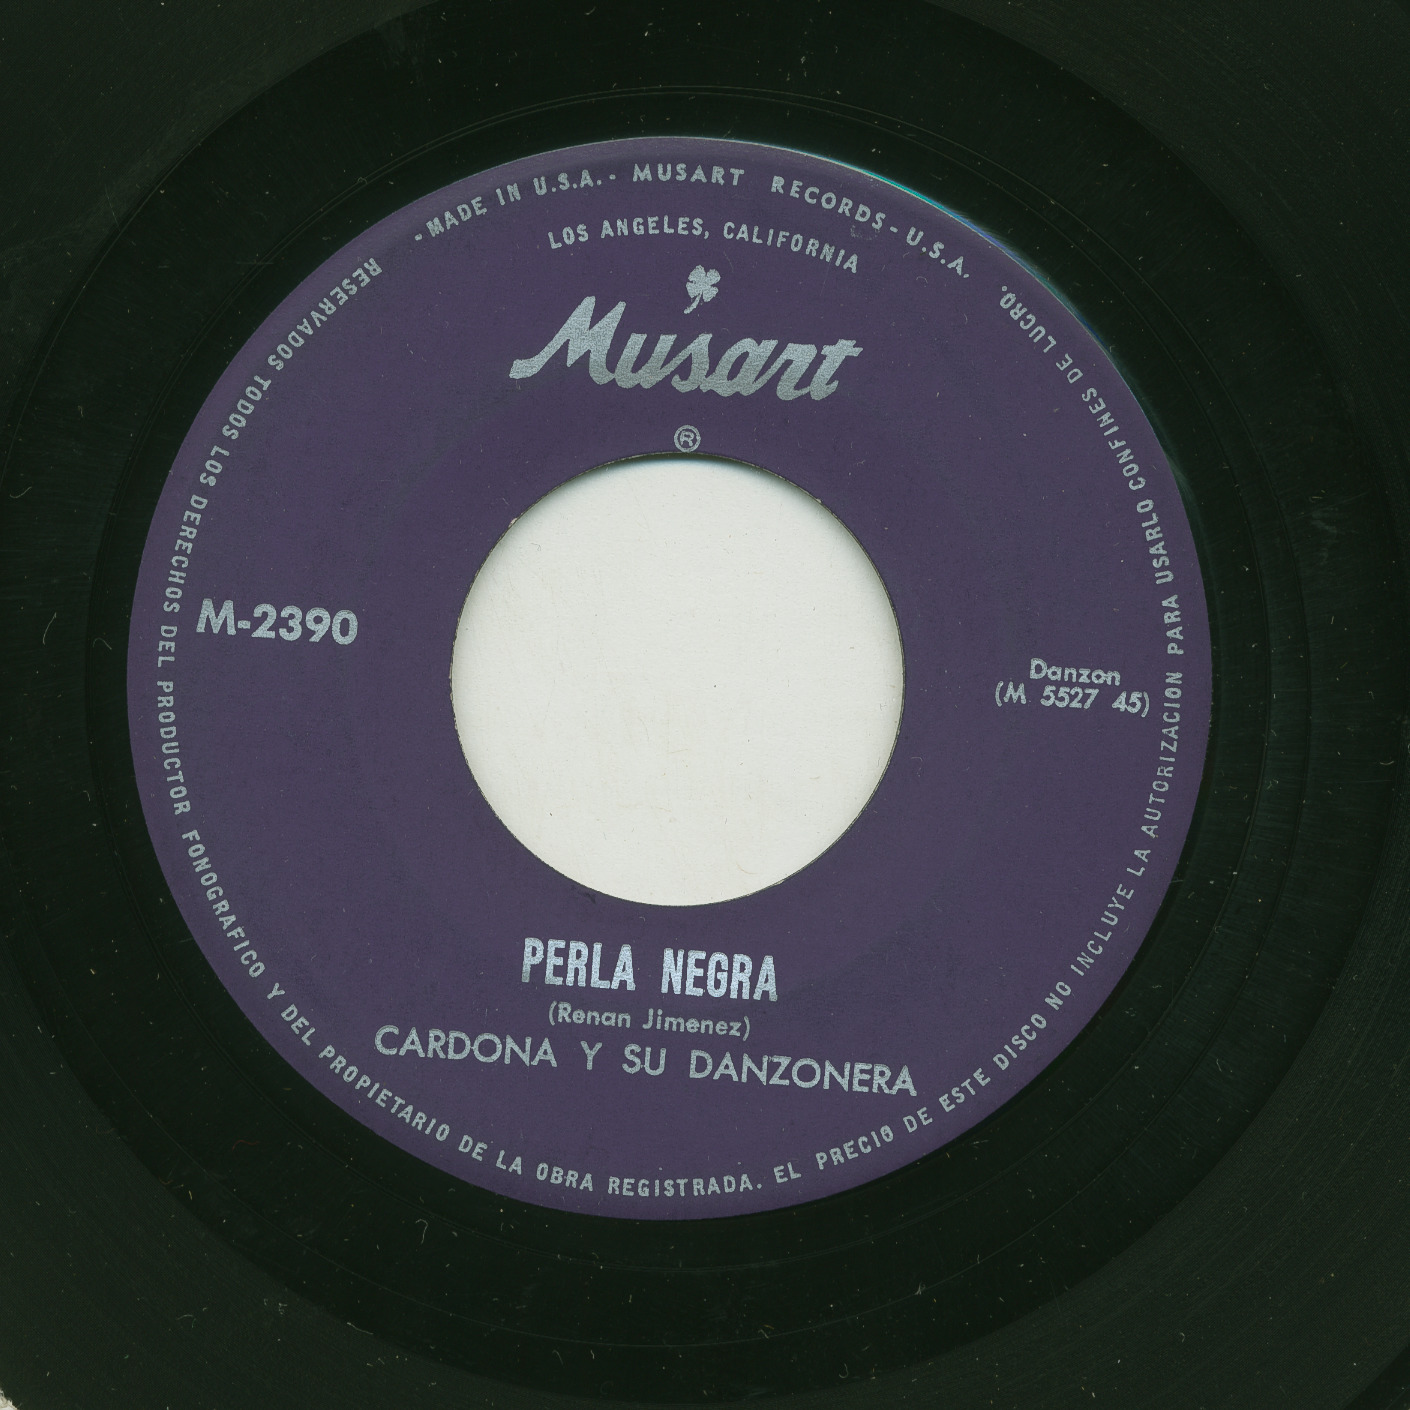 - MADE IN U.S.A. - MUSART RECORDS - U.S.A.
LOS ANGELES, CALIFORNIA
Musart
®
M-2390
Danzon
(M 5527 45)
PERLA NEGRA
(Renan Jimenez)
CARDONA Y SU DANZONERA
RESERVADOS TODOS LOS DERECHOS DEL PRODUCTOR FONOGRAFICO Y DEL PROPIETARIO DE LA OBRA REGISTRADA. EL PRECIO DE ESTE DISCO NO INCLUYE LA AUTORIZACION PARA USARLO CONFINES DE LUCRO.